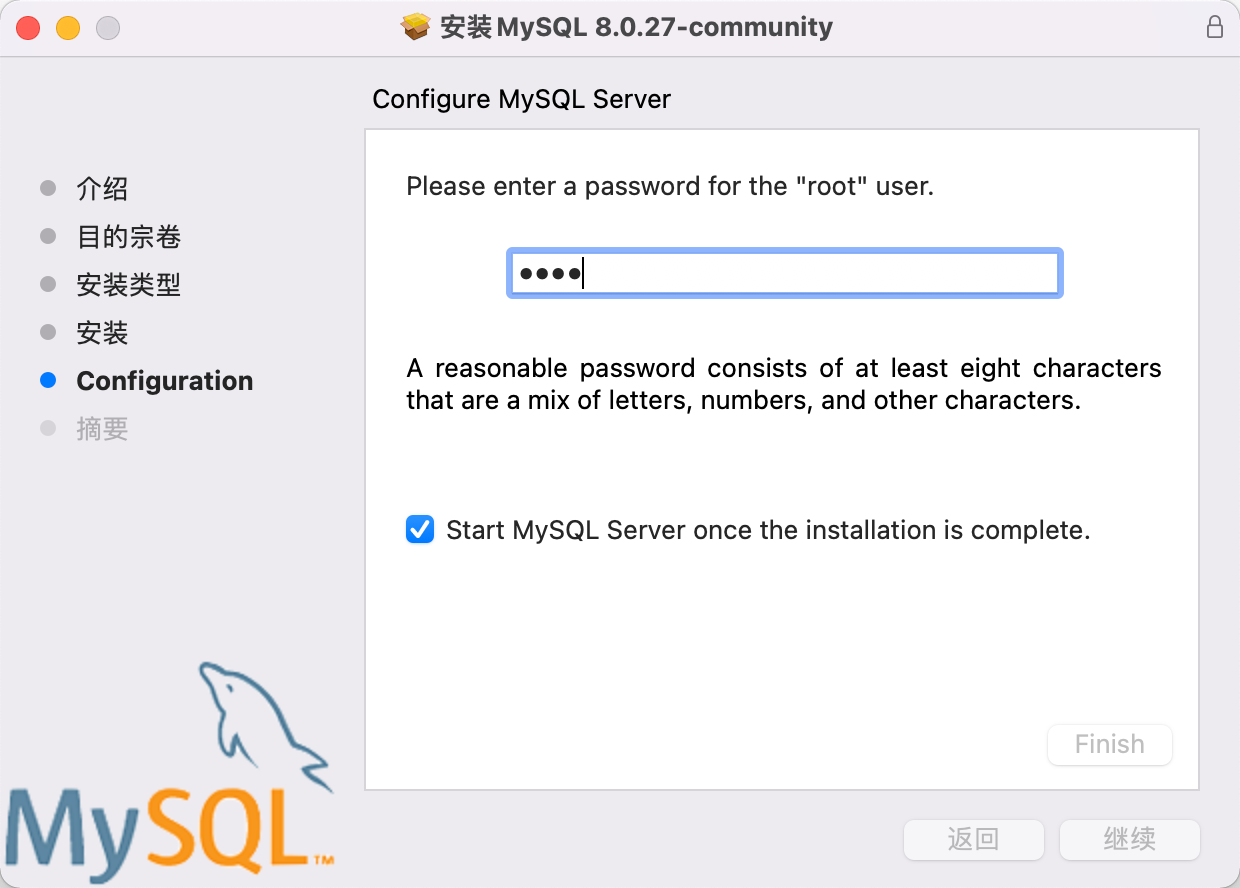 安装 MySQL 8.0.27-community
Configure MySQL Server
介绍
目的宗卷
安装类型
安装
Configuration
摘要
Please enter a password for the "root" user.
••••
A reasonable password consists of at least eight characters
that are a mix of letters, numbers, and other characters.
Start MySQL Server once the installation is complete.
Finish
MySQL™
返回
继续